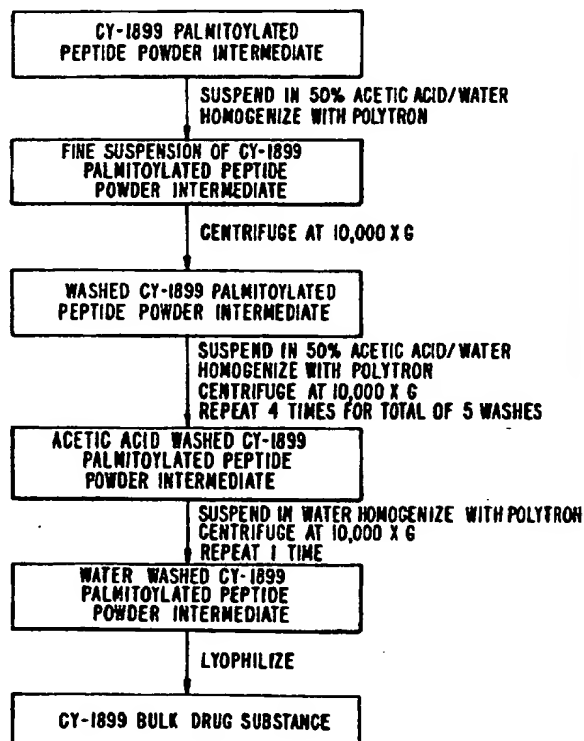 CY-1899 PALMITOYLATED
PEPTIDE POWDER INTERMEDIATE
SUSPEND IN 50% ACETIC ACID/WATER
HOMOGENIZE WITH POLYTRON
FINE SUSPENSION OF CY-1899
PALMITOYLATED PEPTIDE
POWDER INTERMEDIATE
CENTRIFUGE AT 10,000 X G
WASHED CY-1899 PALMITOYLATED
PEPTIDE POWDER INTERMEDIATE
SUSPEND IN 50% ACETIC ACID/WATER
HOMOGENIZE WITH POLYTRON
CENTRIFUGE AT 10,000 X G
REPEAT 4 TIMES FOR TOTAL OF 5 WASHES
ACETIC ACID WASHED CY-1899
PALMITOYLATED PEPTIDE
POWDER INTERMEDIATE
SUSPEND IN WATER HOMOGENIZE WITH POLYTRON
CENTRIFUGE AT 10,000 X G
REPEAT 1 TIME
WATER WASHED CY-1899
PALMITOYLATED PEPTIDE
POWDER INTERMEDIATE
LYOPHILIZE
CY-1899 BULK DRUG SUBSTANCE